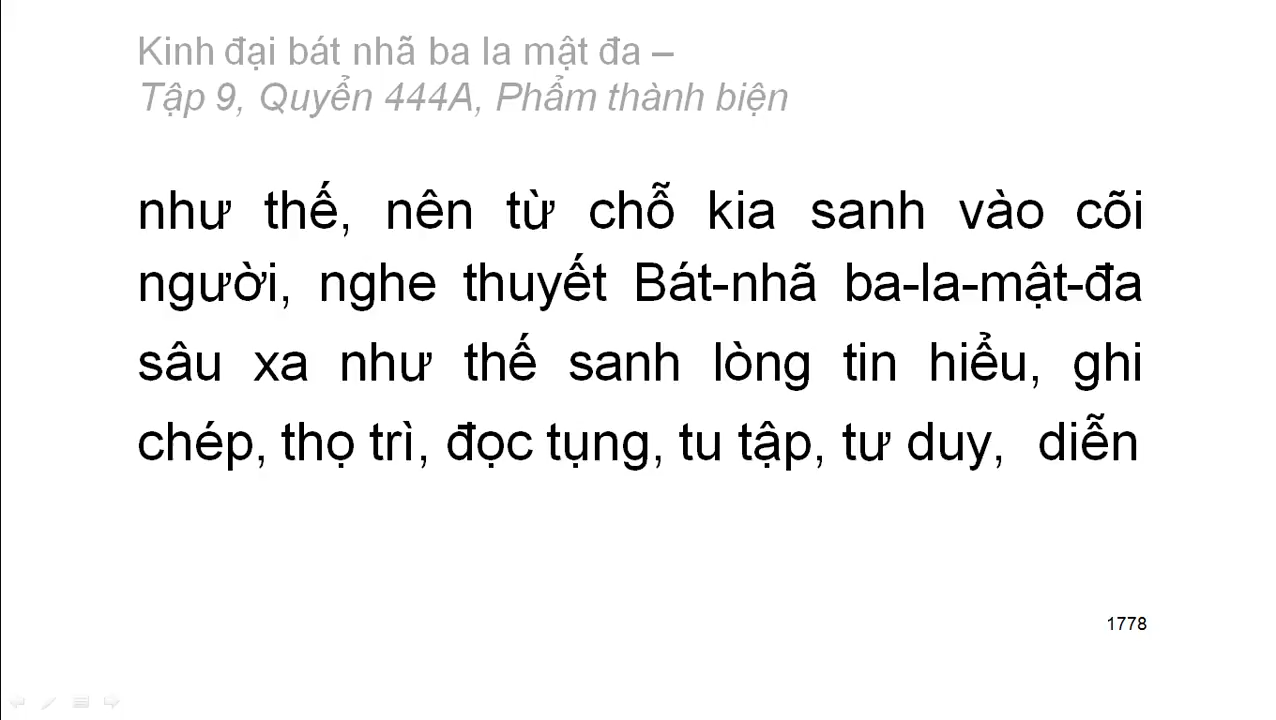 Kinh đại bát nhã ba la mật đa –
Tập 9, Quyển 444A, Phẩm thành biện
như thế, nên từ chỗ kia sanh vào cõi
người, nghe thuyết Bát-nhã ba-la-mật-đa
sâu xa như thế sanh lòng tin hiểu, ghi
chép, thọ trì, đọc tụng, tu tập, tư duy, diễn
1778